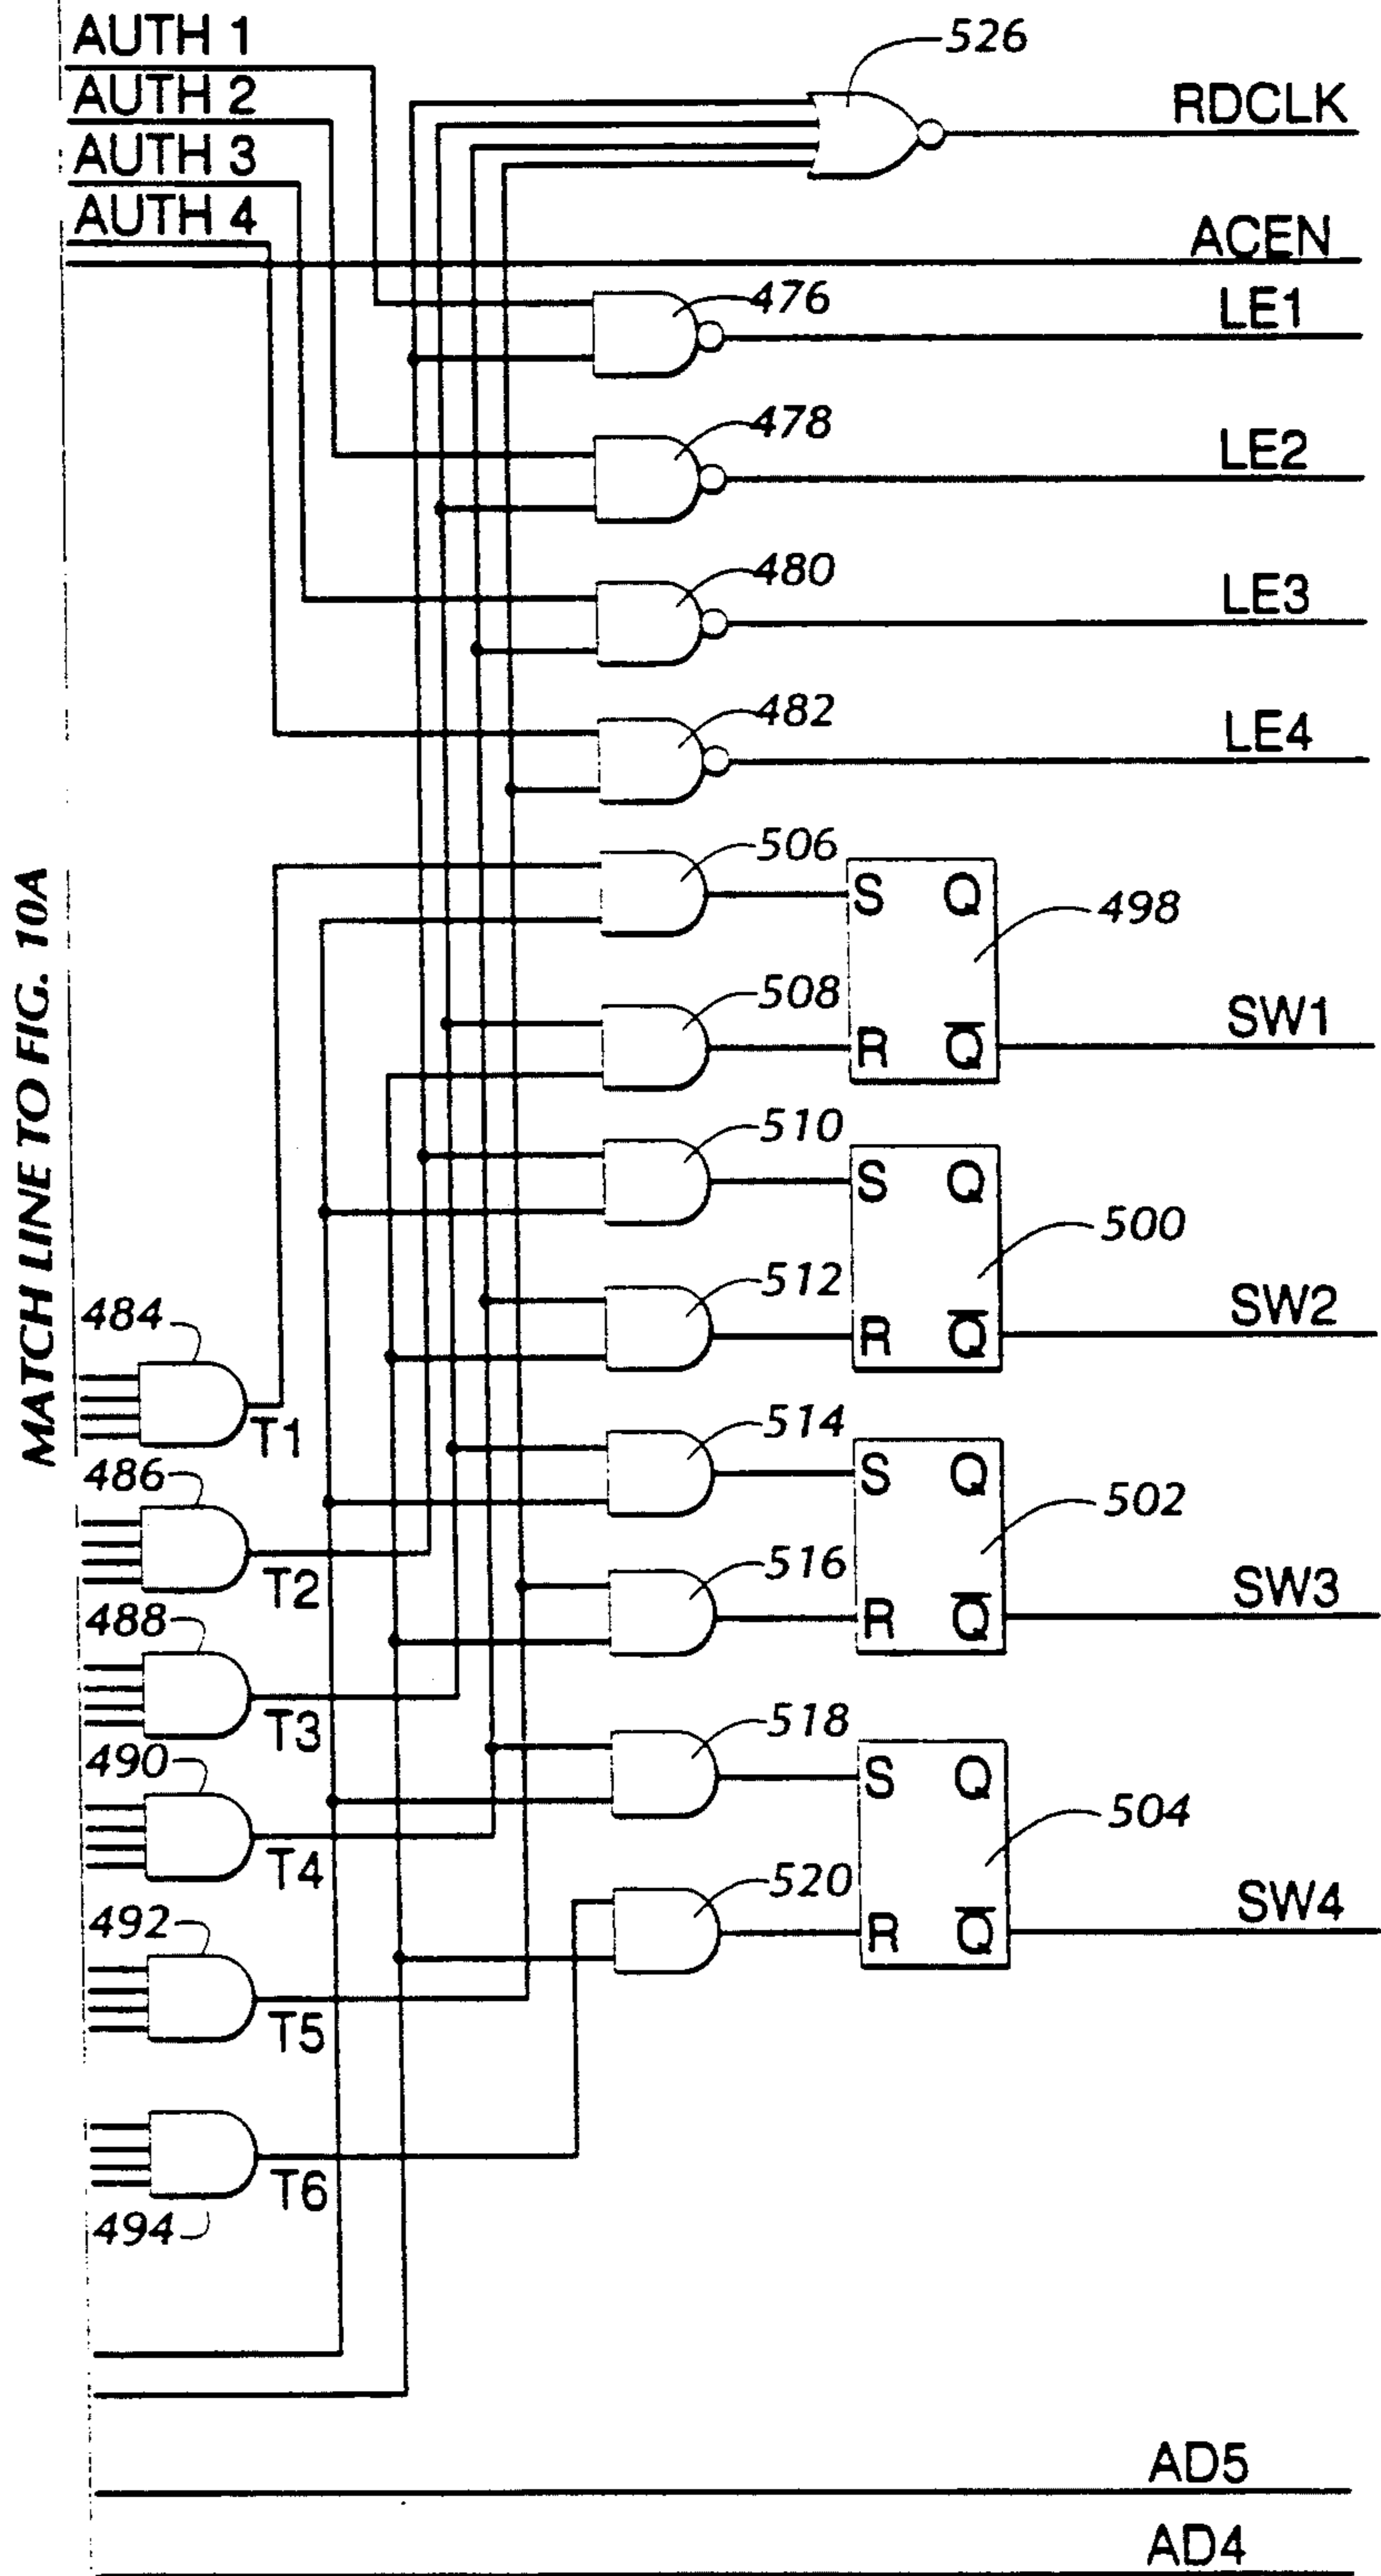 AUTH 1
AUTH 2
AUTH 3
AUTH 4
526
RDCLK
ACEN
476
LE1
478
LE2
480
LE3
482
LE4
MATCH LINE TO FIG. 10A
506
S Q
498
508
R Q̅
SW1
510
S Q
500
512
R Q̅
SW2
484
T1
514
S Q
502
486
T2
516
R Q̅
SW3
488
T3
518
S Q
504
490
T4
520
R Q̅
SW4
492
T5
T6
494
AD5
AD4